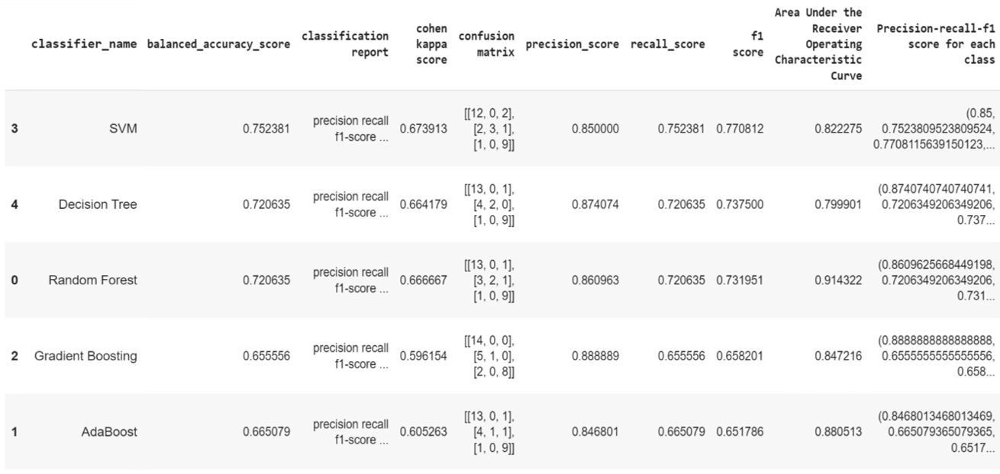 classifier_name balanced_accuracy_score classification report cohen kappa score confusion matrix precision_score recall_score f1 score Area Under the Receiver Operating Characteristic Curve Precision-recall-f1 score for each class
3 SVM 0.752381 precision recall f1-score ... 0.673913 [[12, 0, 2], [2, 3, 1], [1, 0, 9]] 0.850000 0.752381 0.770812 0.822275 (0.85, 0.7523809523809524, 0.7708115639150123,...
4 Decision Tree 0.720635 precision recall f1-score ... 0.664179 [[13, 0, 1], [4, 2, 0], [1, 0, 9]] 0.874074 0.720635 0.737500 0.799901 (0.8740740740740741, 0.7206349206349206, 0.737...
0 Random Forest 0.720635 precision recall f1-score ... 0.666667 [[13, 0, 1], [3, 2, 1], [1, 0, 9]] 0.860963 0.720635 0.731951 0.914322 (0.8609625668449198, 0.7206349206349206, 0.731...
2 Gradient Boosting 0.655556 precision recall f1-score ... 0.596154 [[14, 0, 0], [5, 1, 0], [2, 0, 8]] 0.888889 0.655556 0.658201 0.847216 (0.8888888888888888, 0.6555555555555556, 0.658...
1 AdaBoost 0.665079 precision recall f1-score ... 0.605263 [[13, 0, 1], [4, 1, 1], [1, 0, 9]] 0.846801 0.665079 0.651786 0.880513 (0.8468013468013469, 0.665079365079365, 0.6517...